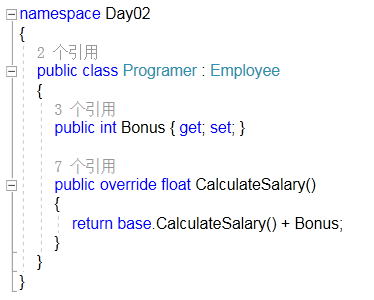 namespace Day02
{
2 个引用
public class Programer : Employee
{
3 个引用
public int Bonus { get; set; }
7 个引用
public override float CalculateSalary()
{
return base.CalculateSalary() + Bonus;
}
}
}